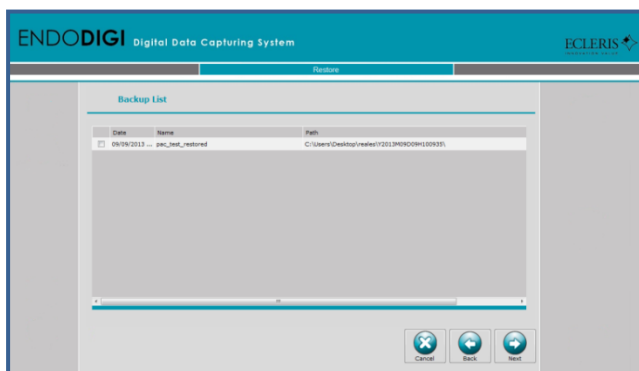 ENDODIGI Digital Data Capturing System
ECLERIS
Restore
Backup List
Date Name Path
09/09/2013 ... pac_test_restored C:\Users\Desktop\reales\Y2013M09D09H100935\
Cancel Back Next